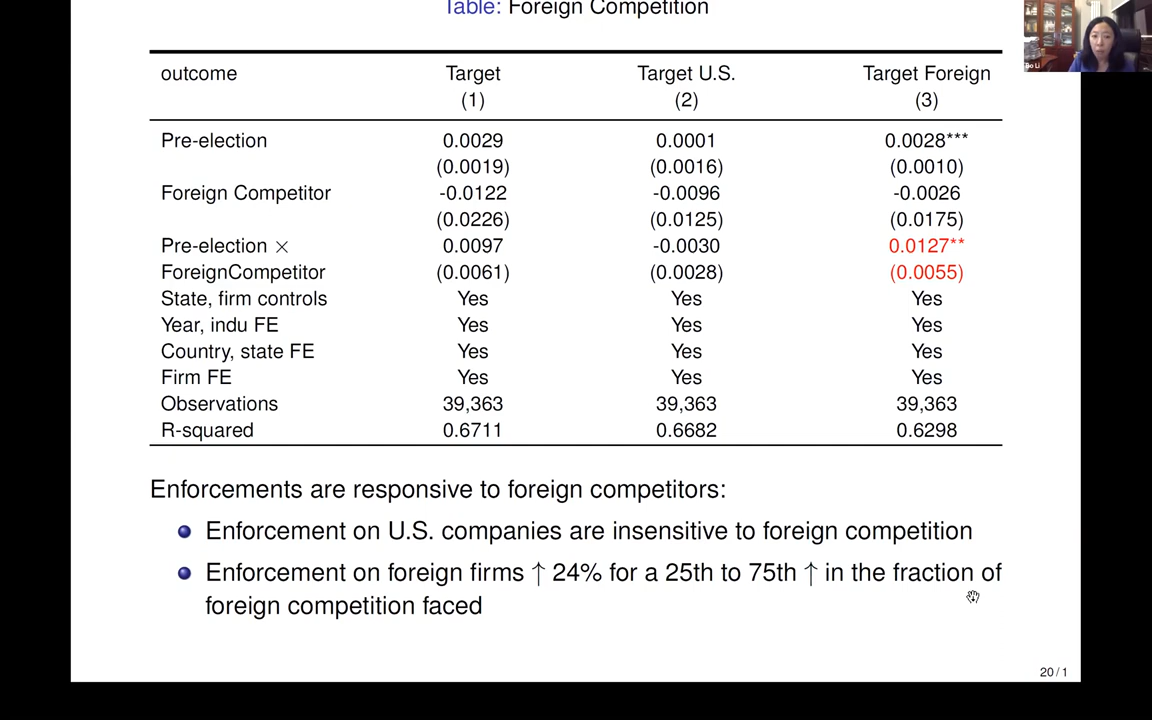 Table: Foreign Competition
outcome Target Target U.S. Target Foreign
(1) (2) (3)
Pre-election 0.0029 0.0001 0.0028***
(0.0019) (0.0016) (0.0010)
Foreign Competitor -0.0122 -0.0096 -0.0026
(0.0226) (0.0125) (0.0175)
Pre-election × 0.0097 -0.0030 0.0127**
ForeignCompetitor (0.0061) (0.0028) (0.0055)
State, firm controls Yes Yes Yes
Year, indu FE Yes Yes Yes
Country, state FE Yes Yes Yes
Firm FE Yes Yes Yes
Observations 39,363 39,363 39,363
R-squared 0.6711 0.6682 0.6298
Enforcements are responsive to foreign competitors:
Enforcement on U.S. companies are insensitive to foreign competition
Enforcement on foreign firms ↑ 24% for a 25th to 75th ↑ in the fraction of
foreign competition faced
20 / 1